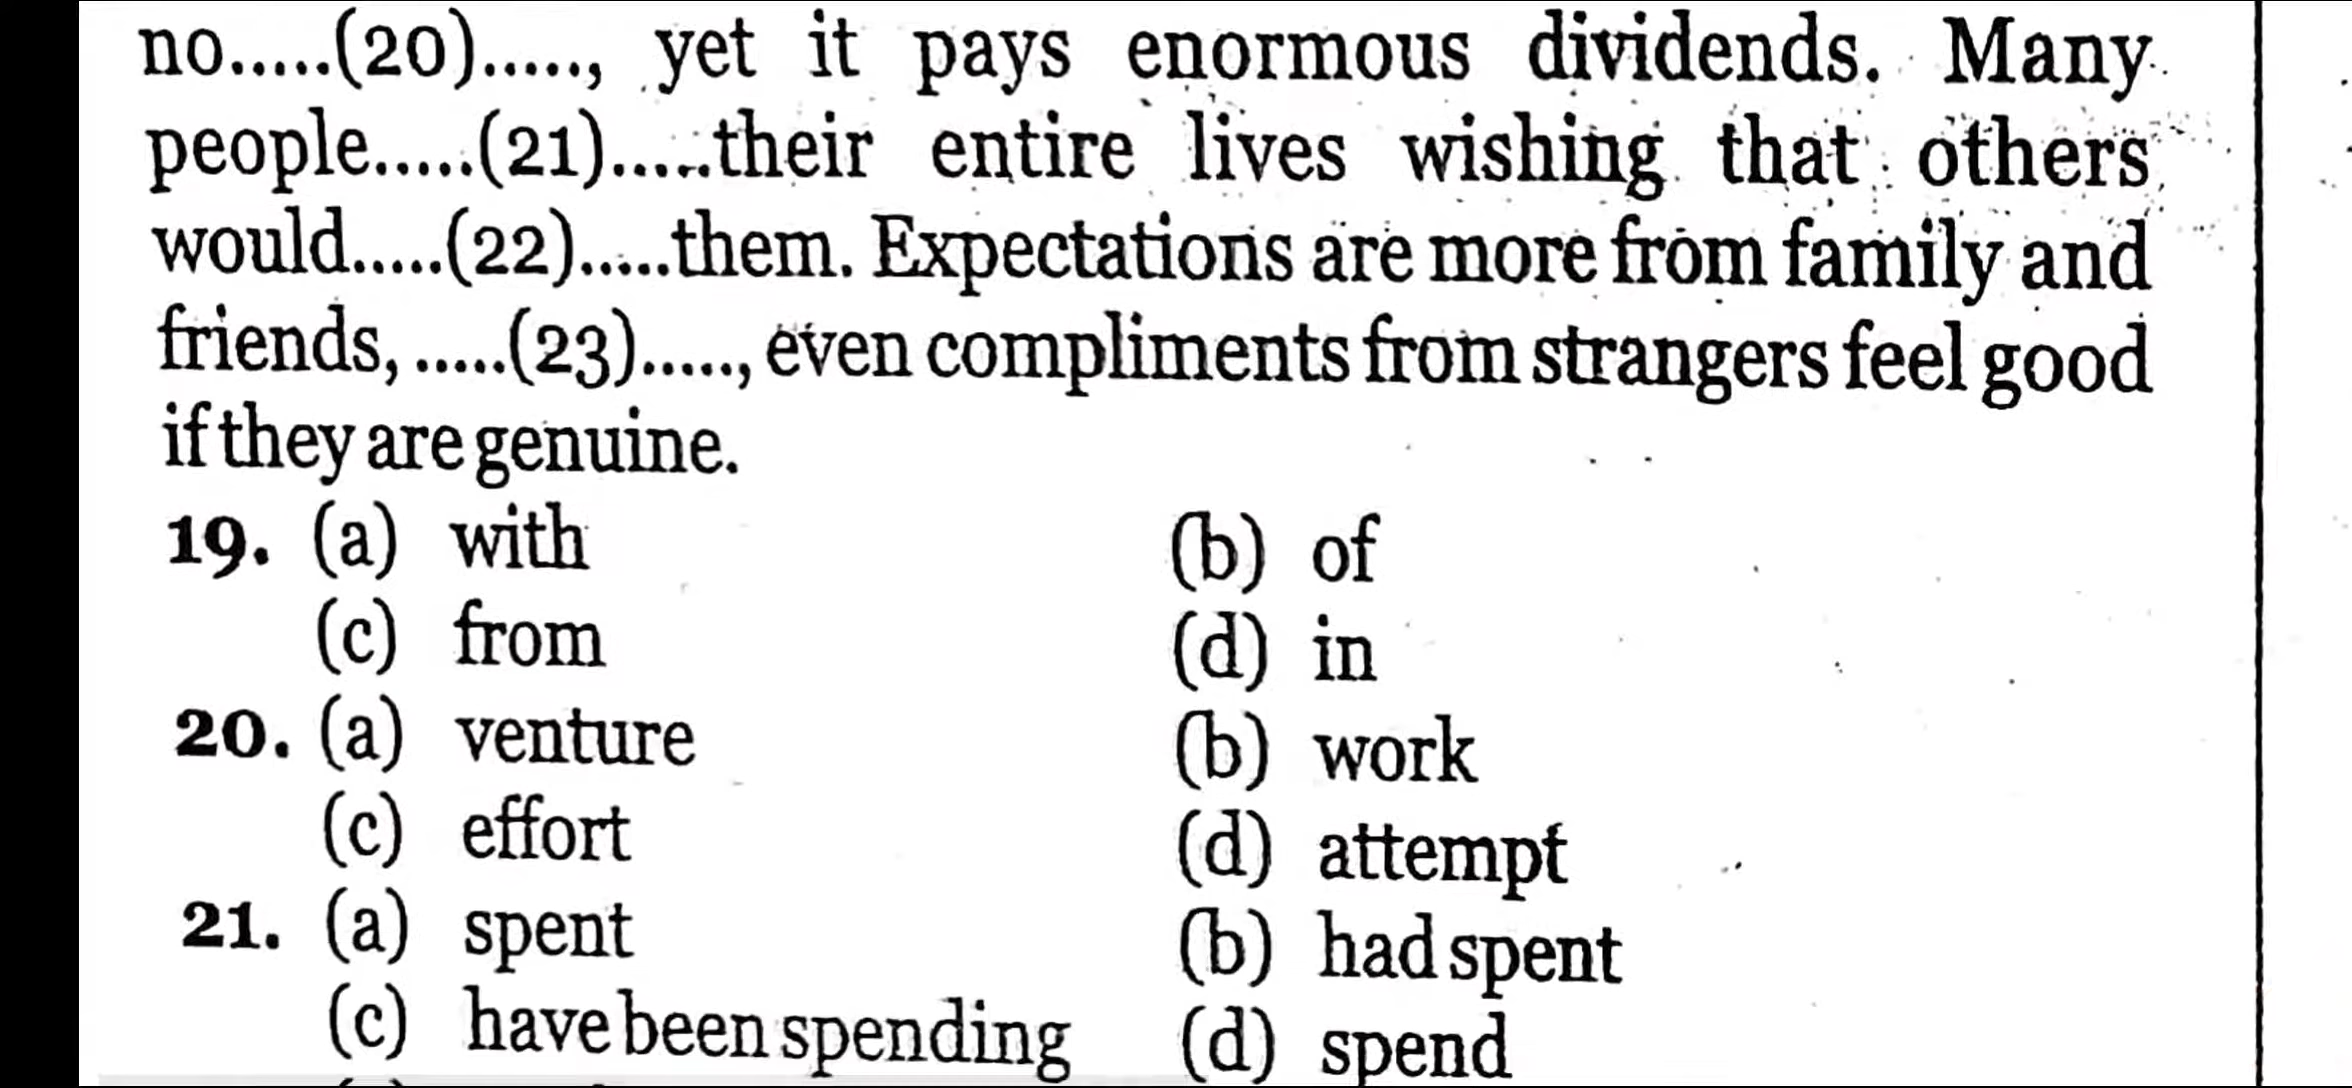 no.....(20)....., yet it pays enormous dividends. Many
people.....(21).....their entire lives wishing that others
would.....(22).....them. Expectations are more from family and
friends, .....(23)....., even compliments from strangers feel good
if they are genuine.
19. (a) with (b) of
(c) from (d) in
20. (a) venture (b) work
(c) effort (d) attempt
21. (a) spent (b) had spent
(c) have been spending (d) spend